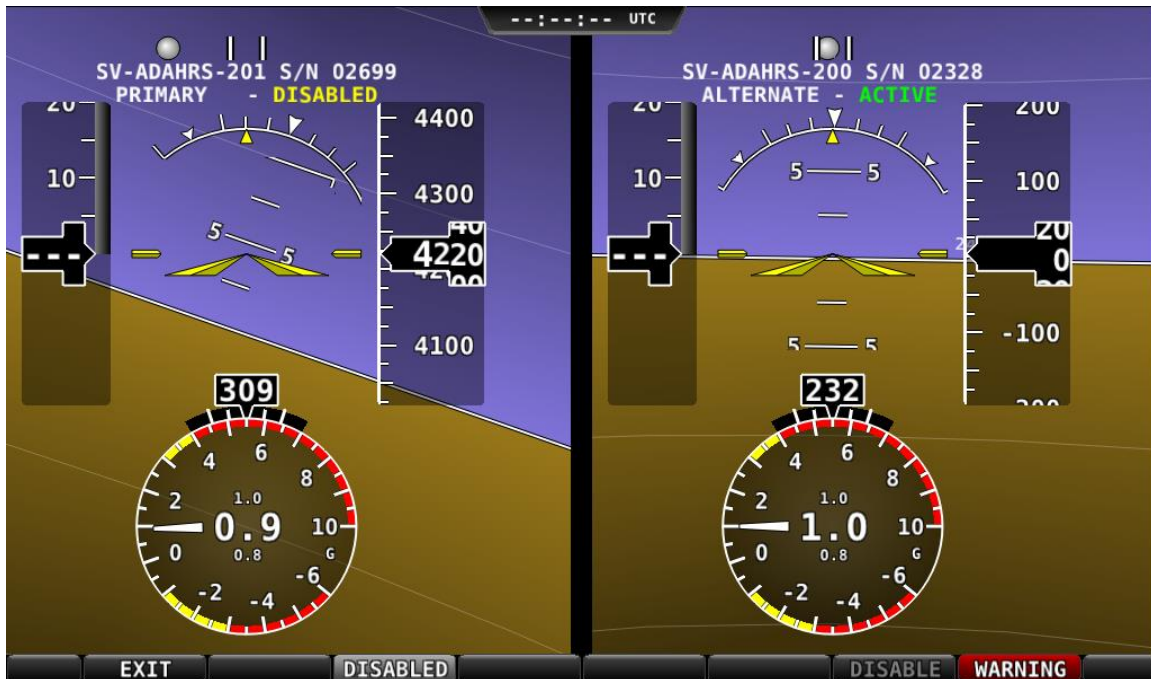 --:--:-- UTC
SV-ADAHRS-201 S/N 02699
PRIMARY - DISABLED
20
10
---
5 5
4400
4300
4220
4100
309
0 2 4 6 8 10
1.0
0.9
0.8
G
-2 -4 -6
SV-ADAHRS-200 S/N 02328
ALTERNATE - ACTIVE
20
10
---
5 5
5 5
200
100
20
0
-100
-200
232
0 2 4 6 8 10
1.0
1.0
0.8
G
-2 -4 -6
EXIT DISABLED DISABLE WARNING